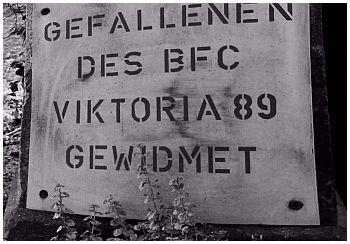 GEFALLENEN
DES BFC
VIKTORIA 89
GEWIDMET